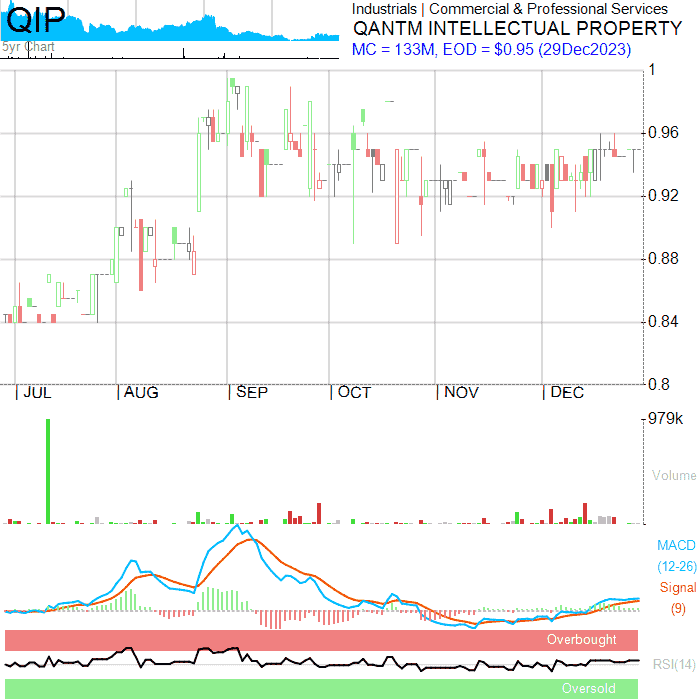 QIP
5yr Chart
Industrials | Commercial & Professional Services
QANTM INTELLECTUAL PROPERTY
MC = 133M, EOD = $0.95 (29Dec2023)
1
0.96
0.92
0.88
0.84
0.8
JUL AUG SEP OCT NOV DEC
979k
Volume
MACD
(12-26)
Signal
(9)
Overbought
RSI(14)
Oversold